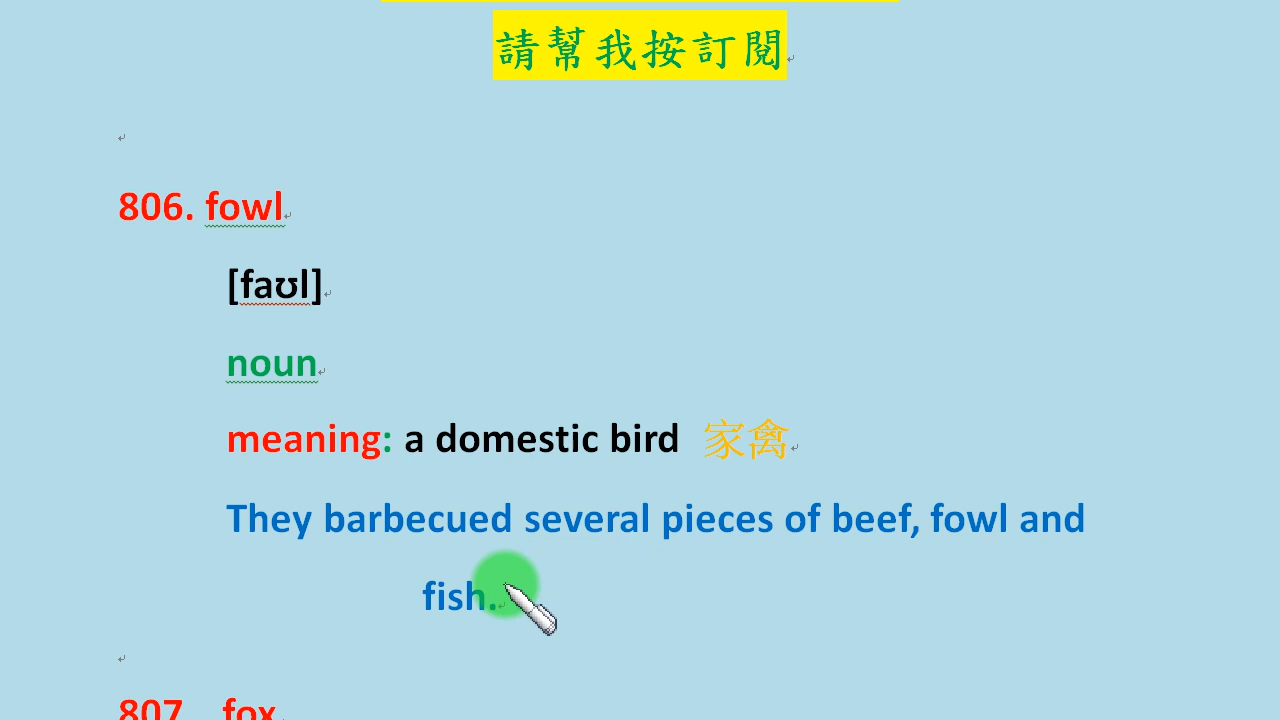 請幫我按訂閱
806. fowl
[faʊl]
noun
meaning: a domestic bird 家禽
They barbecued several pieces of beef, fowl and
fish.
807. fox